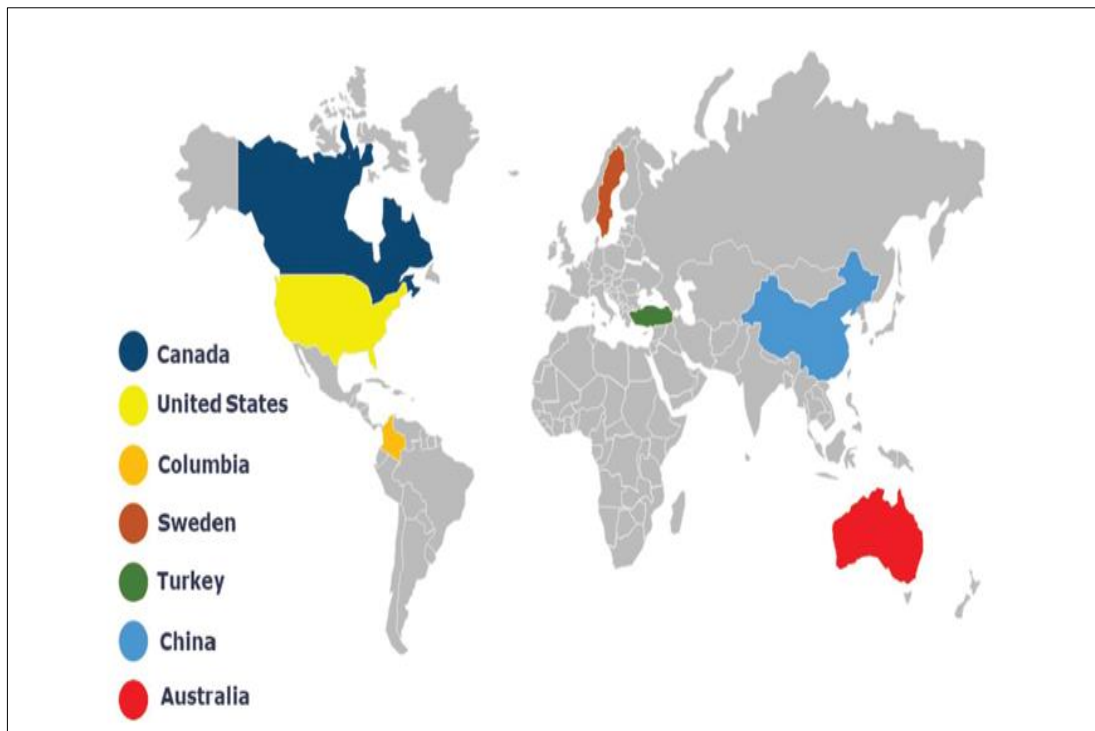 Canada
United States
Columbia
Sweden
Turkey
China
Australia